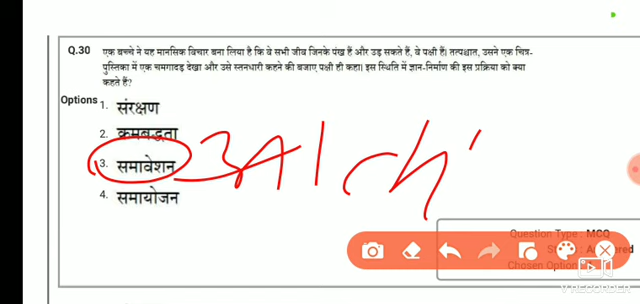 Q.30 एक बच्चे ने यह मानसिक विचार बना लिया है कि वे सभी जीव जिनके पंख हैं और उड़ सकते हैं, वे पक्षी हैं। तत्पश्चात, उसने एक चित्र-
पुस्तिका में एक चमगादड़ देखा और उसे स्तनधारी कहने की बजाए पक्षी ही कहा। इस स्थिति में ज्ञान-निर्माण की इस प्रक्रिया को क्या
कहते हैं?
Options 1. संरक्षण
2. क्रमबद्धता
3. समावेशन
4. समायोजन
Question Type : MCQ
Chosen Option
RECORDER